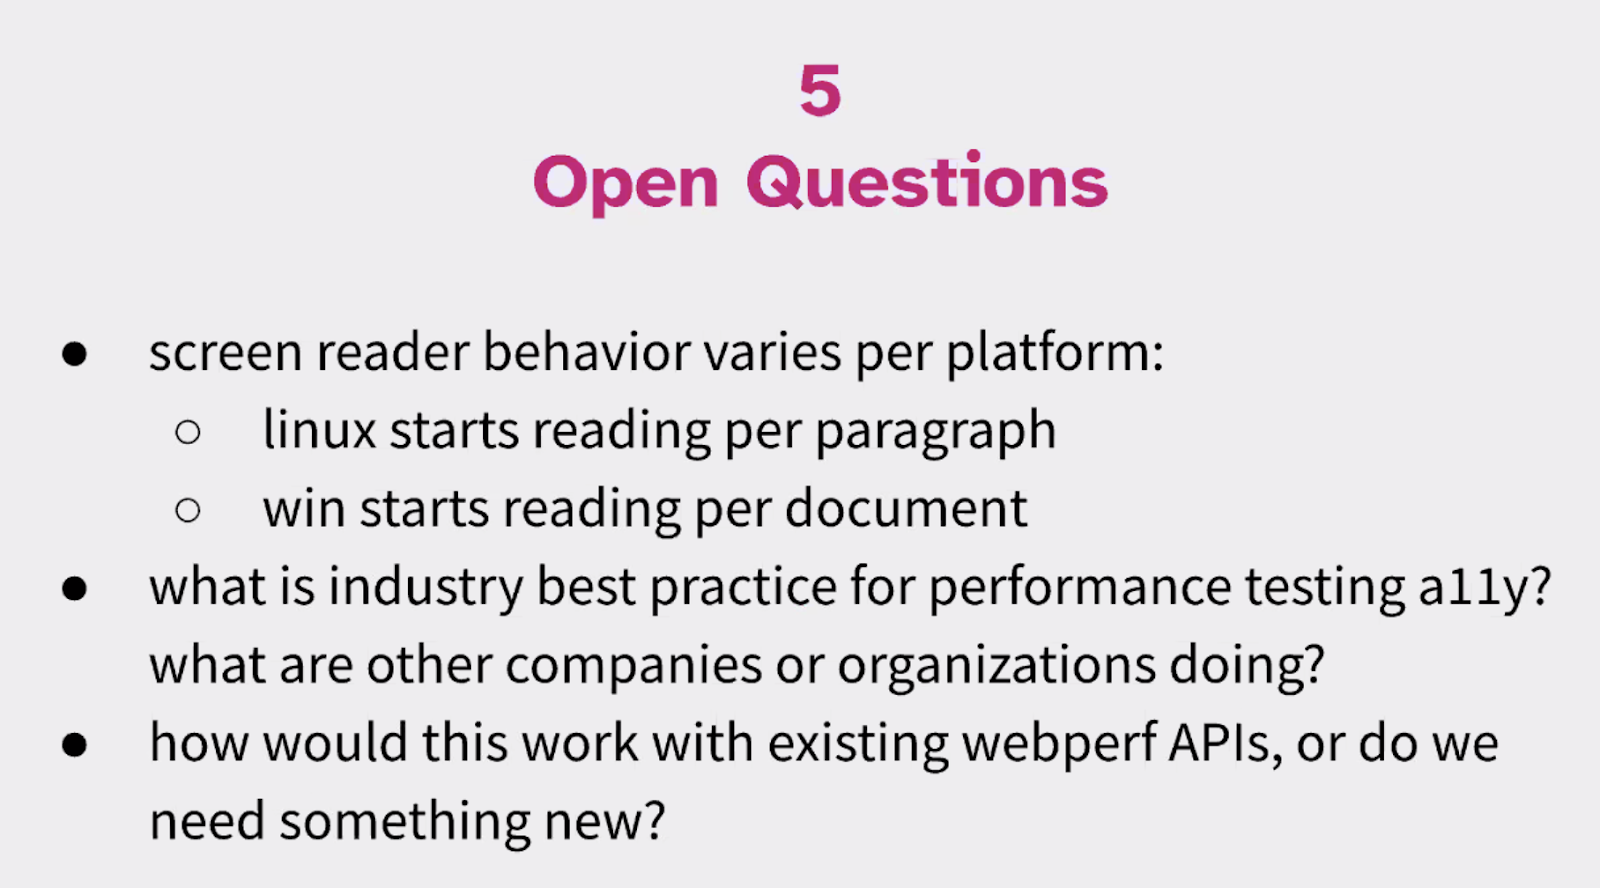 5
Open Questions
● screen reader behavior varies per platform:
○ linux starts reading per paragraph
○ win starts reading per document
● what is industry best practice for performance testing a11y?
what are other companies or organizations doing?
● how would this work with existing webperf APIs, or do we
need something new?